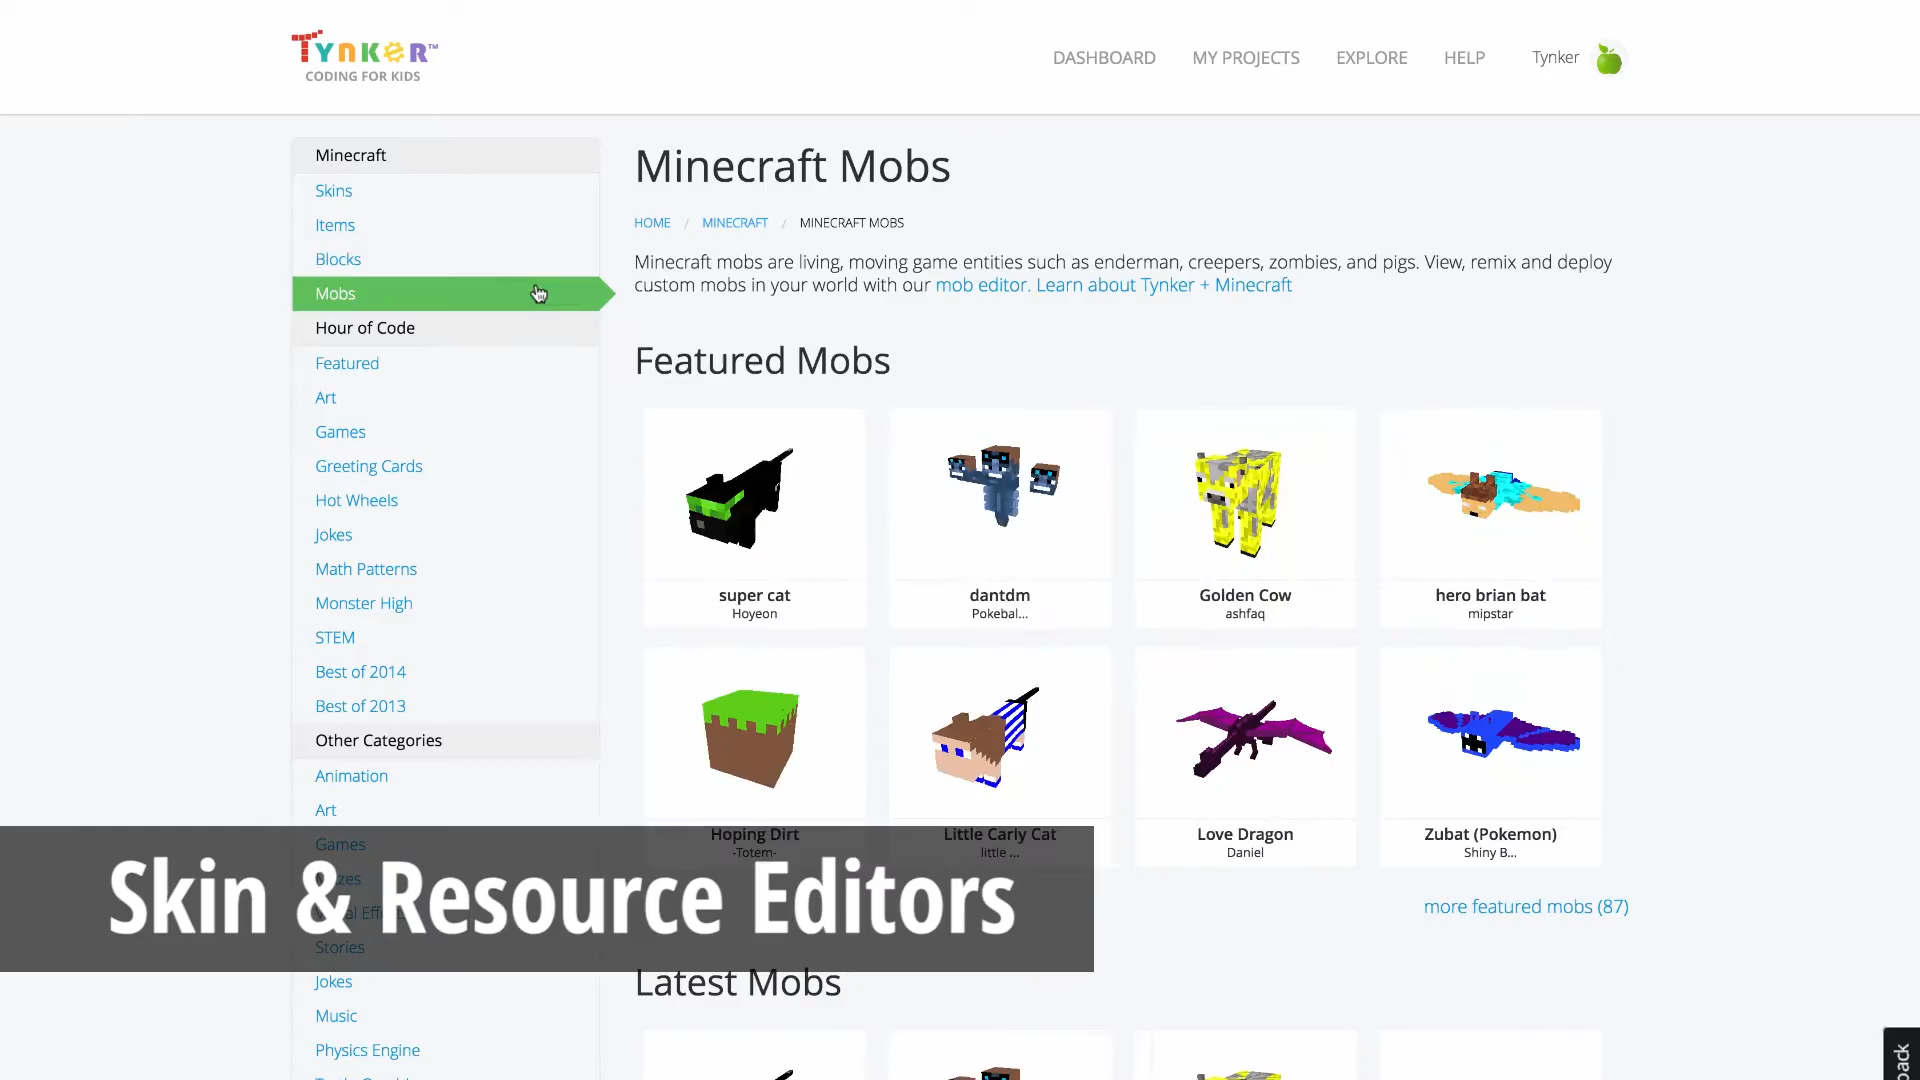 TYNKER™
CODING FOR KIDS
DASHBOARD
MY PROJECTS
EXPLORE
HELP
Tynker
Minecraft
Skins
Items
Blocks
Mobs
Hour of Code
Featured
Art
Games
Greeting Cards
Hot Wheels
Jokes
Math Patterns
Monster High
STEM
Best of 2014
Best of 2013
Other Categories
Animation
Art
Games
Stories
Jokes
Music
Physics Engine
Minecraft Mobs
HOME / MINECRAFT / MINECRAFT MOBS
Minecraft mobs are living, moving game entities such as enderman, creepers, zombies, and pigs. View, remix and deploy
custom mobs in your world with our mob editor. Learn about Tynker + Minecraft
Featured Mobs
super cat
Hoyeon
dantdm
Pokebal...
Golden Cow
ashfaq
hero brian bat
mipstar
Hoping Dirt
-Totem-
Little Carly Cat
little ...
Love Dragon
Daniel
Zubat (Pokemon)
Shiny B...
more featured mobs (87)
Skin & Resource Editors
Latest Mobs